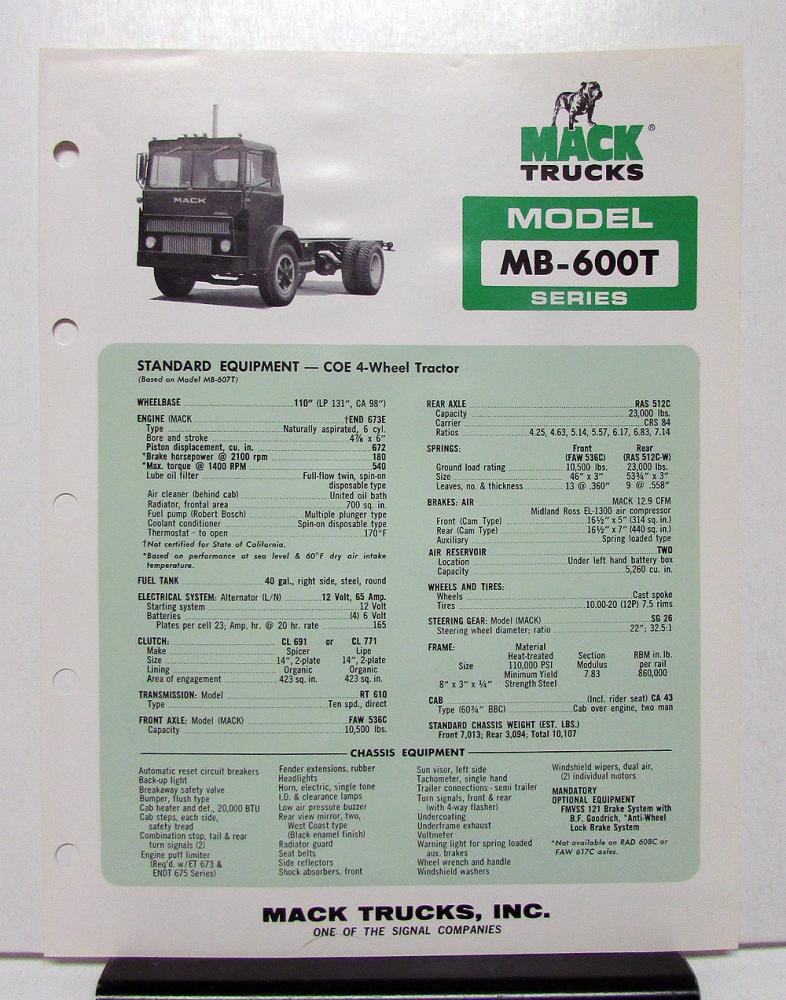 MACK
MACK®
TRUCKS
MODEL
MB-600T
SERIES
STANDARD EQUIPMENT — COE 4-Wheel Tractor
(Based on Model MB-607T)
WHEELBASE 110" (LP 131", CA 98")
ENGINE (MACK †END 673E
Type Naturally aspirated, 6 cyl.
Bore and stroke 4⅞ x 6"
Piston displacement, cu. in. 672
*Brake horsepower @ 2100 rpm 180
*Max. torque @ 1400 RPM 540
Lube oil filter Full-flow twin, spin-on
disposable type
Air cleaner (behind cab) United oil bath
Radiator, frontal area 700 sq. in.
Fuel pump (Robert Bosch) Multiple plunger type
Coolant conditioner Spin-on disposable type
Thermostat - to open 170°F
†Not certified for State of California.
*Based on performance at sea level & 60°F dry air intake
temperature.
FUEL TANK 40 gal., right side, steel, round
ELECTRICAL SYSTEM: Alternator (L/N) 12 Volt, 65 Amp.
Starting system 12 Volt
Batteries (4) 6 Volt
Plates per cell 23; Amp. hr. @ 20 hr. rate 165
CLUTCH: CL 691 or CL 771
Make Spicer Lipe
Size 14", 2-plate 14", 2-plate
Lining Organic Organic
Area of engagement 423 sq. in. 423 sq. in.
TRANSMISSION: Model RT 610
Type Ten spd., direct
FRONT AXLE: Model (MACK) FAW 536C
Capacity 10,500 lbs.
REAR AXLE RAS 512C
Capacity 23,000 lbs.
Carrier CRS 84
Ratios 4.25, 4.63, 5.14, 5.57, 6.17, 6.83, 7.14
SPRINGS: Front Rear
(FAW 536C) (RAS 512C-W)
Ground load rating 10,500 lbs. 23,000 lbs.
Size 46" x 3" 53¾" x 3"
Leaves, no. & thickness 13 @ .360" 9 @ .558"
BRAKES: AIR MACK 12.9 CFM
Midland Ross EL-1300 air compressor
Front (Cam Type) 16½" x 5" (314 sq. in.)
Rear (Cam Type) 16½" x 7" (440 sq. in.)
Auxiliary Spring loaded type
AIR RESERVOIR TWO
Location Under left hand battery box
Capacity 5,260 cu. in.
WHEELS AND TIRES:
Wheels Cast spoke
Tires 10.00-20 (12P) 7.5 rims
STEERING GEAR: Model (MACK) SG 26
Steering wheel diameter; ratio 22"; 32.5:1
FRAME: Material
Heat-treated Section RBM in. lb.
Size 110,000 PSI Modulus per rail
Minimum Yield 7.83 860,000
8" x 3" x ¼" Strength Steel
CAB (Incl. rider seat) CA 43
Type (60¾" BBC) Cab over engine, two man
STANDARD CHASSIS WEIGHT (EST. LBS.)
Front 7,013; Rear 3,094; Total 10,107
CHASSIS EQUIPMENT
Automatic reset circuit breakers
Back-up light
Breakaway safety valve
Bumper, flush type
Cab heater and def., 20,000 BTU
Cab steps, each side,
safety tread
Combination stop, tail & rear
turn signals (2)
Engine puff limiter
(Req'd. w/ET 673 &
ENDT 675 Series)
Fender extensions, rubber
Headlights
Horn, electric, single tone
I.D. & clearance lamps
Low air pressure buzzer
Rear view mirror, two,
West Coast type
(Black enamel finish)
Radiator guard
Seat belts
Side reflectors
Shock absorbers, front
Sun visor, left side
Tachometer, single hand
Trailer connections - semi trailer
Turn signals, front & rear
(with 4-way flasher)
Undercoating
Underframe exhaust
Voltmeter
Warning light for spring loaded
aux. brakes
Wheel wrench and handle
Windshield washers
Windshield wipers, dual air,
(2) individual motors
MANDATORY
OPTIONAL EQUIPMENT
FMVSS 121 Brake System with
B.F. Goodrich, *Anti-Wheel
Lock Brake System
*Not available on RAD 608C or
FAW 617C axles.
MACK TRUCKS, INC.
ONE OF THE SIGNAL COMPANIES